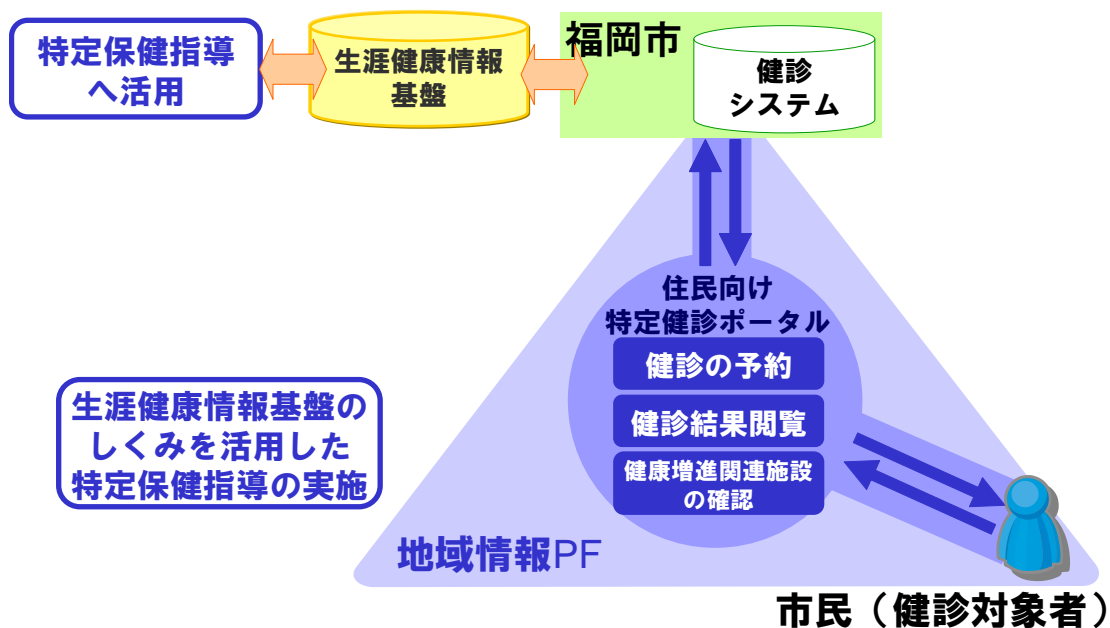 特定保健指導
へ活用
生涯健康情報
基盤
福岡市
健診
システム
住民向け
特定健診ポータル
健診の予約
健診結果閲覧
健康増進関連施設
の確認
生涯健康情報基盤の
しくみを活用した
特定保健指導の実施
地域情報PF
市民（健診対象者）